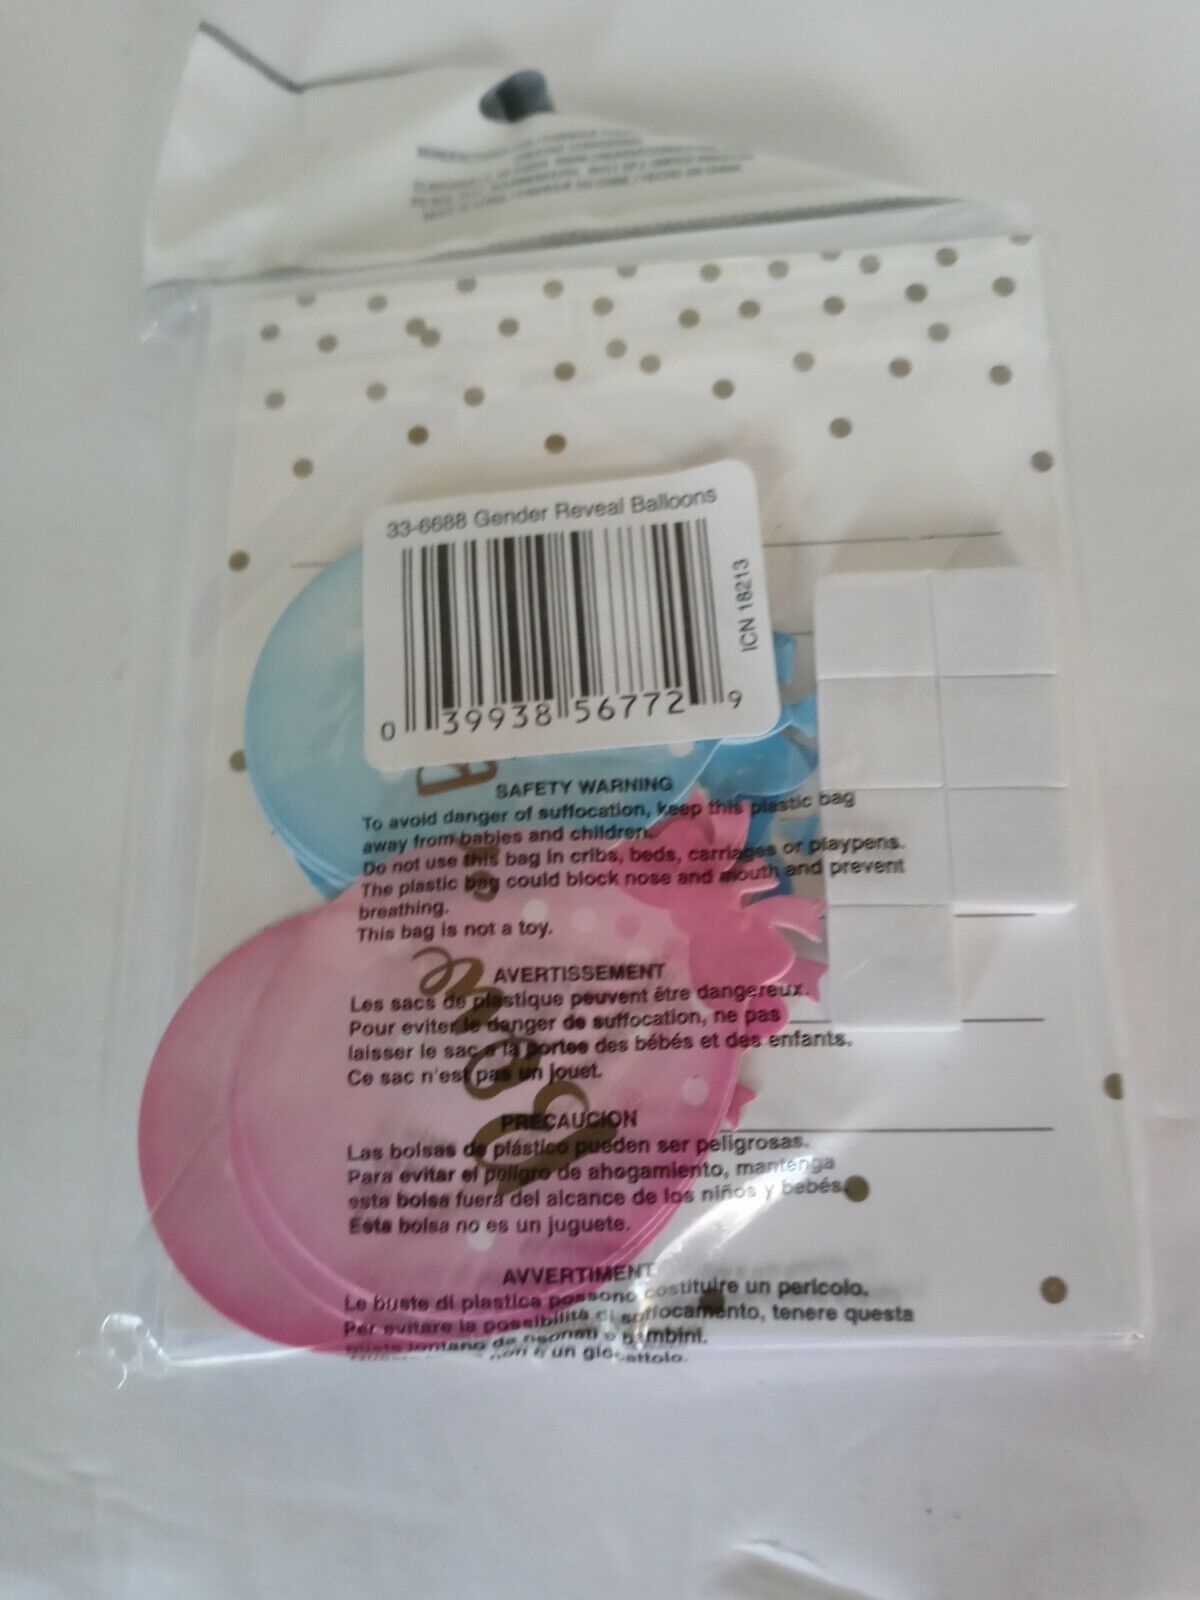 33-6688 Gender Reveal Balloons
ICN 18213
0 39938 56772 9
SAFETY WARNING
To avoid danger of suffocation, keep this plastic bag
away from babies and children.
Do not use this bag in cribs, beds, carriages or playpens.
The plastic bag could block nose and mouth and prevent
breathing.
This bag is not a toy.
AVERTISSEMENT
Les sacs de plastique peuvent être dangereux.
Pour eviter le danger de suffocation, ne pas
laisser le sac a la portee des bébés et des enfants.
Ce sac n'est pas un jouet.
PRECAUCION
Las bolsas de plástico pueden ser peligrosas.
Para evitar el peligro de ahogamiento, mantenga
esta bolsa fuera del alcance de los niños y bebés.
Esta bolsa no es un juguete.
AVVERTIMENT
Le buste di plastica possono costituire un pericolo.
Per evitare la possibilità di soffocamento, tenere questa
busta lontano da neonati e bambini.
non è un giocattolo.